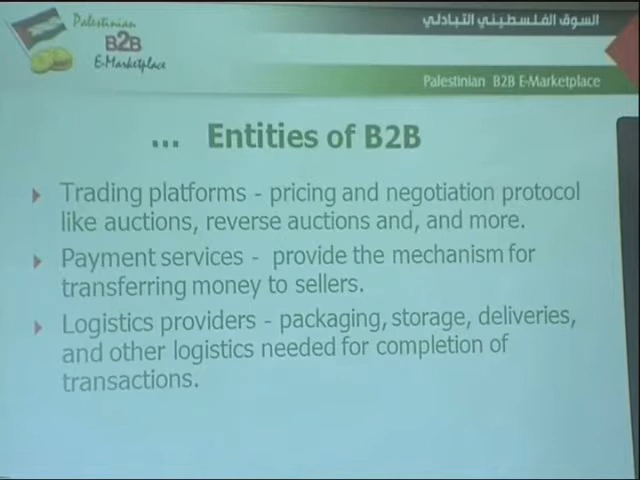 Palestinian
B2B
E-Marketplace
السوق الفلسطيني التبادلي
Palestinian B2B E-Marketplace
... Entities of B2B
Trading platforms - pricing and negotiation protocol
like auctions, reverse auctions and, and more.
Payment services - provide the mechanism for
transferring money to sellers.
Logistics providers - packaging, storage, deliveries,
and other logistics needed for completion of
transactions.